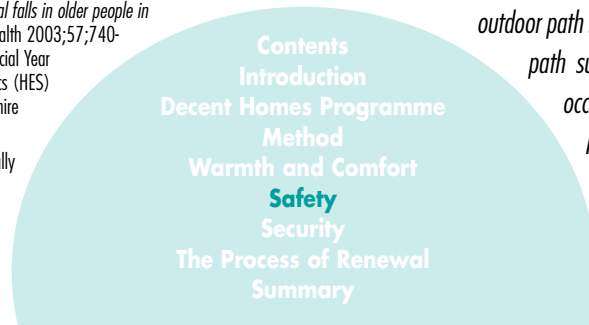 al falls in older people in
alth 2003;57;740-
cial Year
cs (HES)
hire
lly
Contents
Introduction
Decent Homes Programme
Method
Warmth and Comfort
Safety
Security
The Process of Renewal
Summary
outdoor path
path su
occ